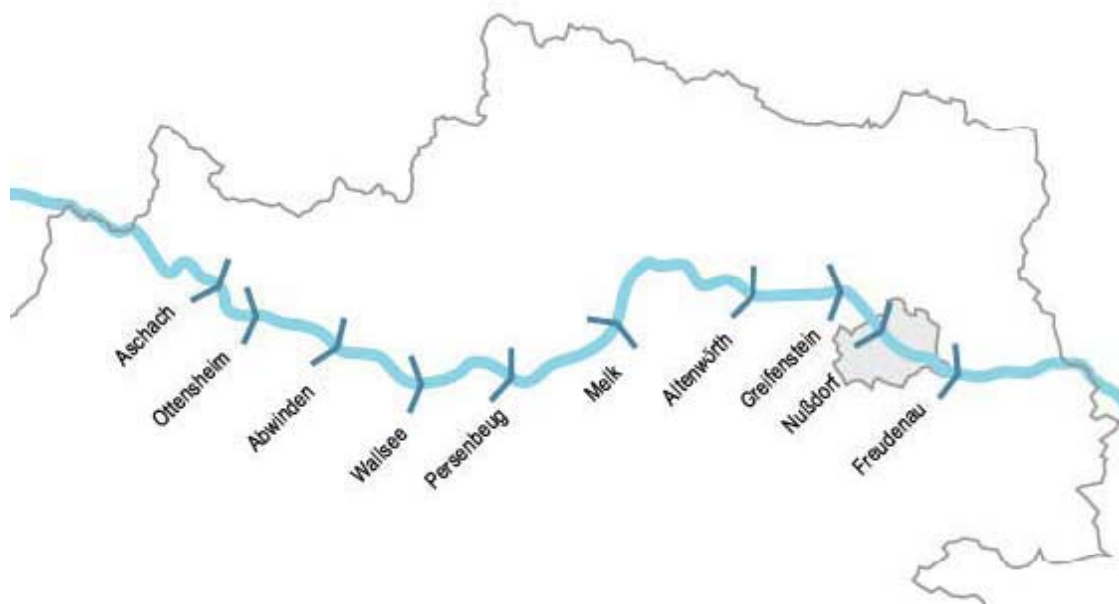 Aschach
Ottensheim
Abwinden
Wallsee
Persenbeug
Melk
Altenwörth
Greifenstein
Nußdorf
Freudenau